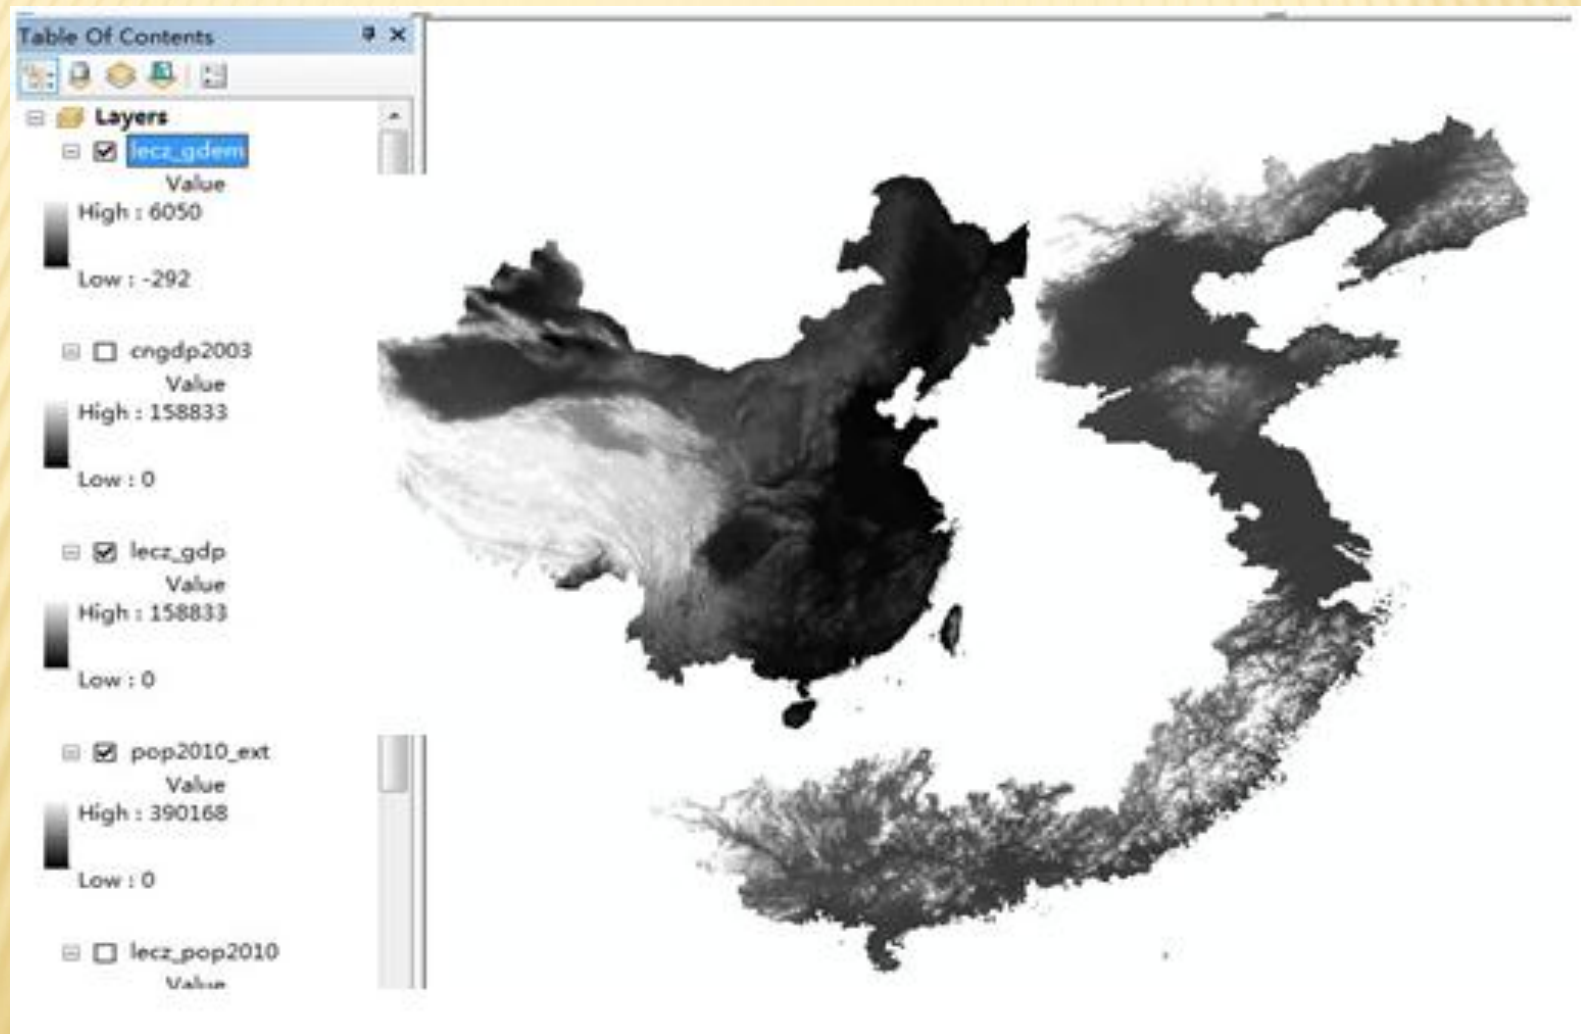 Table Of Contents
Layers
lecz_gdem
Value
High : 6050
Low : -292
cngdp2003
Value
High : 158833
Low : 0
lecz_gdp
Value
High : 158833
Low : 0
pop2010_ext
Value
High : 390168
Low : 0
lecz_pop2010
Value